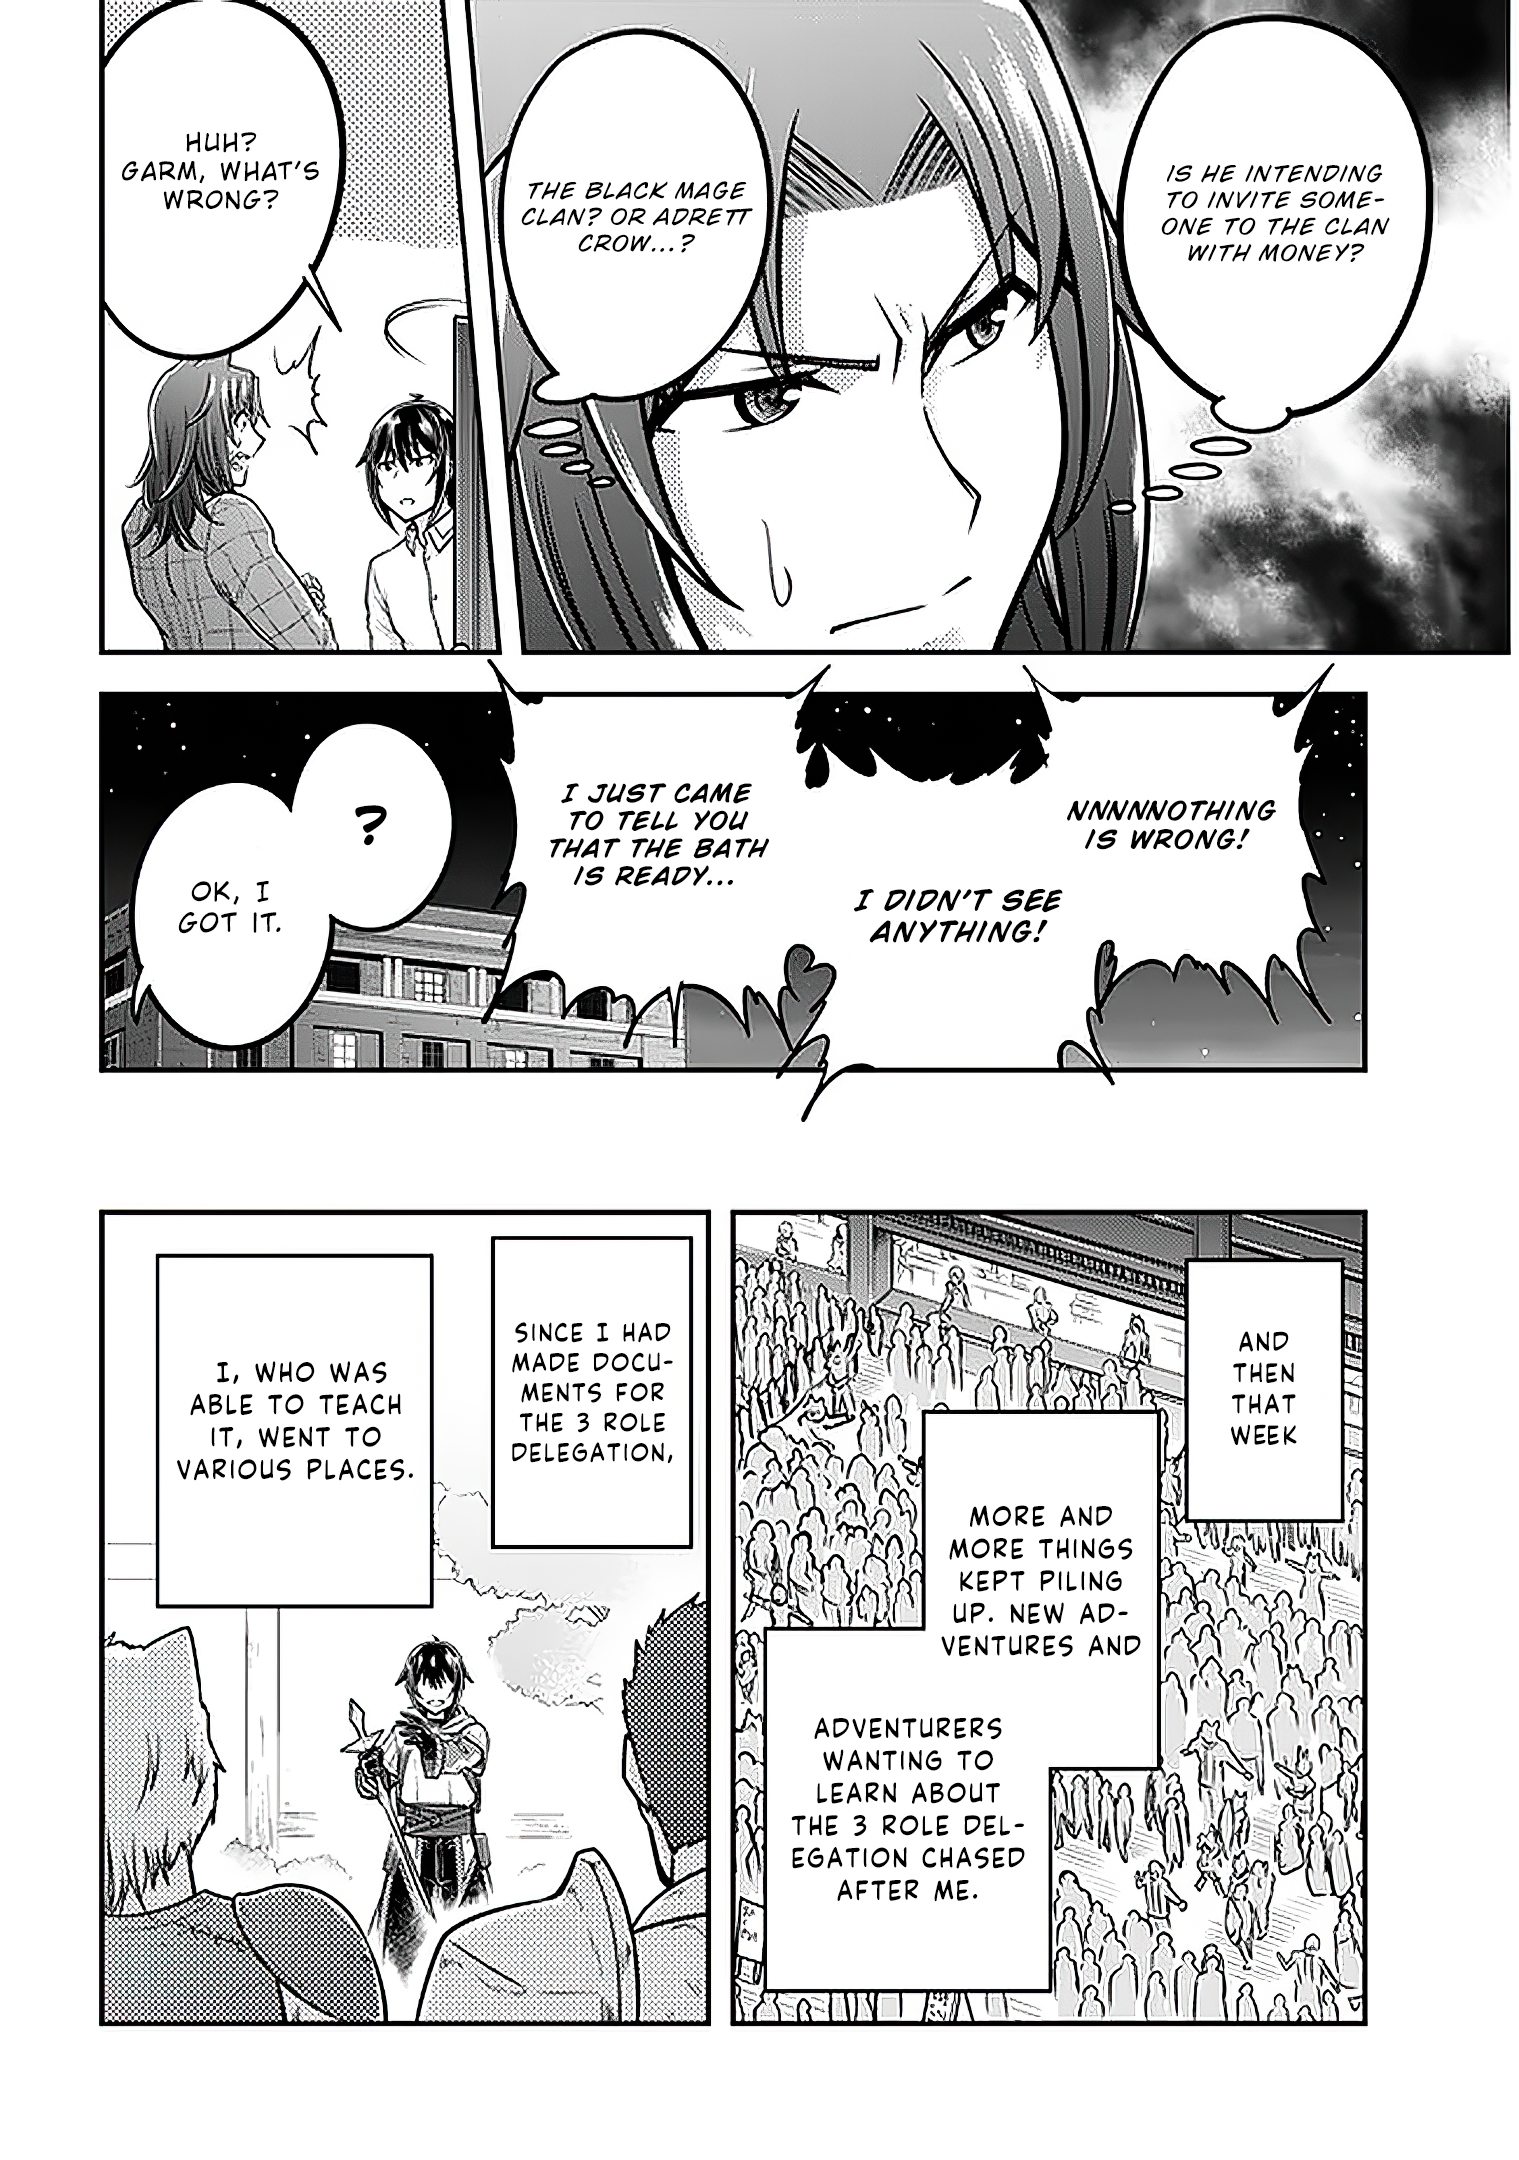 IS HE INTENDING
TO INVITE SOME-
ONE TO THE CLAN
WITH MONEY?
THE BLACK MAGE
CLAN? OR ADRETT
CROW...?
HUH?
GARM, WHAT'S
WRONG?
NNNNNOTHING
IS WRONG!
I DIDN'T SEE
ANYTHING!
I JUST CAME
TO TELL YOU
THAT THE BATH
IS READY...
?
OK, I
GOT IT.
AND
THEN
THAT
WEEK
MORE AND
MORE THINGS
KEPT PILING
UP. NEW AD-
VENTURES AND
ADVENTURERS
WANTING TO
LEARN ABOUT
THE 3 ROLE DEL-
EGATION CHASED
AFTER ME.
SINCE I HAD
MADE DOCU-
MENTS FOR
THE 3 ROLE
DELEGATION,
I, WHO WAS
ABLE TO TEACH
IT, WENT TO
VARIOUS PLACES.